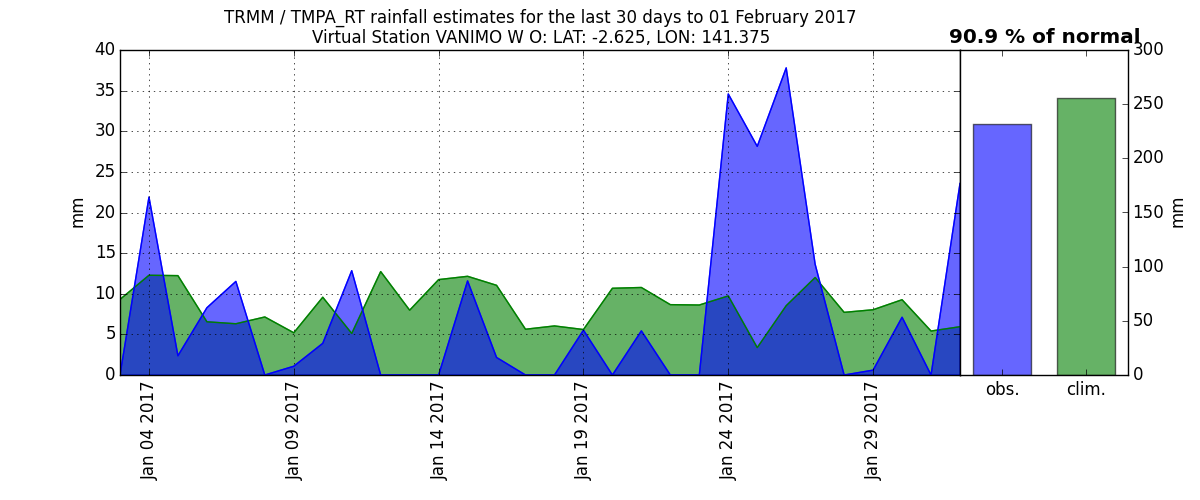 TRMM / TMPA_RT rainfall estimates for the last 30 days to 01 February 2017
Virtual Station VANIMO W O: LAT: -2.625, LON: 141.375
90.9 % of normal
40
35
30
25
20
15
10
5
0
mm
Jan 04 2017
Jan 09 2017
Jan 14 2017
Jan 19 2017
Jan 24 2017
Jan 29 2017
obs.
clim.
300
250
200
150
100
50
0
mm